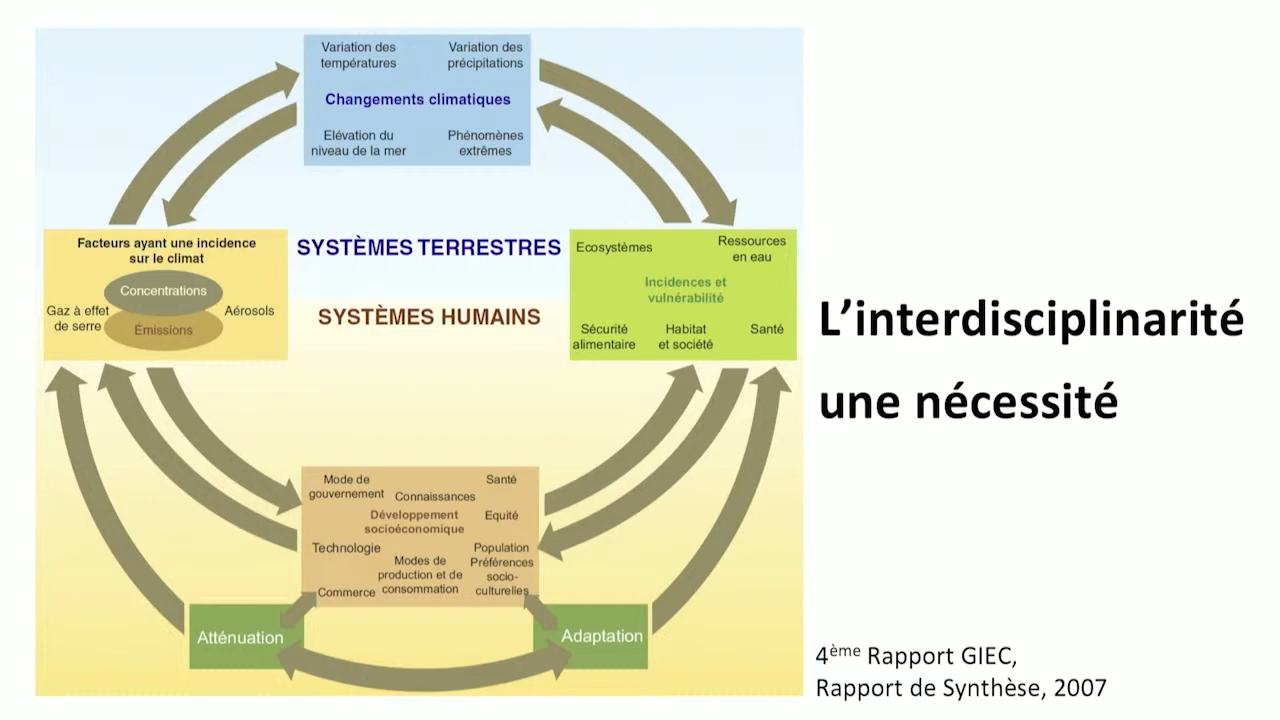 Variation des
températures
Variation des
précipitations
Changements climatiques
Elévation du
niveau de la mer
Phénomènes
extrêmes
Facteurs ayant une incidence
sur le climat
Concentrations
Gaz à effet
de serre
Aérosols
Émissions
SYSTÈMES TERRESTRES
SYSTÈMES HUMAINS
Ecosystèmes
Ressources
en eau
Incidences et
vulnérabilité
Sécurité
alimentaire
Habitat
et société
Santé
L’interdisciplinarité
une nécessité
Mode de
gouvernement
Connaissances
Santé
Développement
socioéconomique
Equité
Technologie
Modes de
production et de
consommation
Population
Préférences
socio-
culturelles
Commerce
Atténuation
Adaptation
4ème Rapport GIEC,
Rapport de Synthèse, 2007